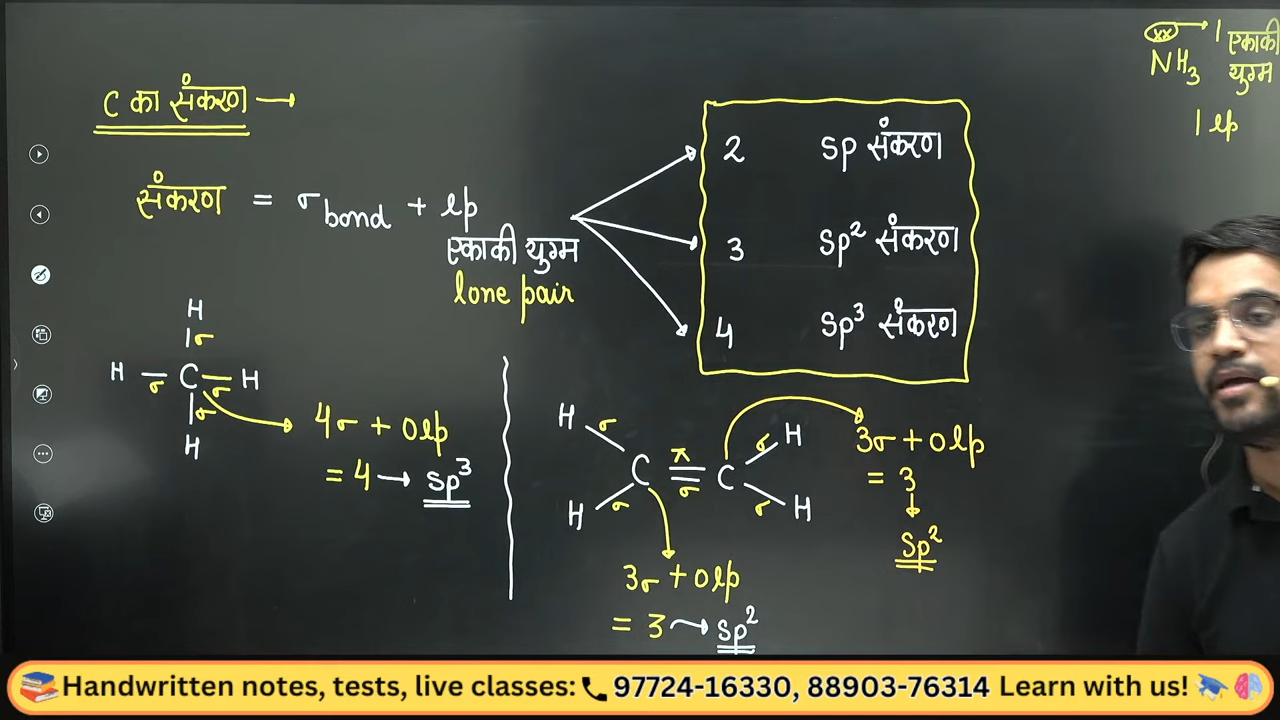 C का संकरण →
संकरण = σ bond + lp
एकाकी युग्म
lone pair
2 sp संकरण
3 sp² संकरण
4 sp³ संकरण
xx → 1 एकाकी
NH₃ युग्म
1 lp
H
σ
H C H
σ σ
σ
H
4σ + 0lp
= 4 → sp³
H σ
σ H
π
C = C
σ
H σ
σ H
3σ + 0lp
= 3
↓
sp²
3σ + 0lp
= 3 → sp²
Handwritten notes, tests, live classes: 97724-16330, 88903-76314 Learn with us!